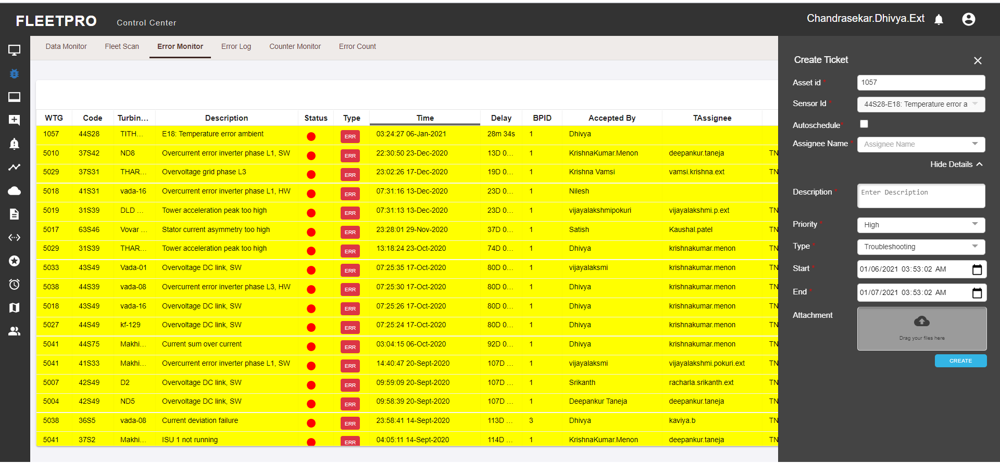 FLEETPRO Control Center Chandrasekar.Dhivya.Ext
Data Monitor Fleet Scan Error Monitor Error Log Counter Monitor Error Count
WTG Code Turbin... Description Status Type Time Delay BPID Accepted By TAssignee
1057 44S28 TITH... E18: Temperature error ambient ERR 03:24:27 06-Jan-2021 28m 34s 1 Dhivya
5010 37S42 ND8 Overcurrent error inverter phase L1, SW ERR 22:30:50 23-Dec-2020 13D 0... 1 KrishnaKumar.Menon deepankur.taneja TN
5029 37S31 THAR... Overvoltage grid phase L3 ERR 23:02:26 17-Dec-2020 19D 0... 1 Krishna Vamsi vamsi.krishna.ext TN
5018 41S31 vada-16 Overcurrent error inverter phase L1, HW ERR 07:31:16 13-Dec-2020 23D 0... 1 Nilesh
5019 31S39 DLD ... Tower acceleration peak too high ERR 07:31:13 13-Dec-2020 23D 0... 1 vijayalakshmipokuri vijayalakshmi.p.ext TN
5017 63S46 Vovar ... Stator current asymmetry too high ERR 23:28:01 29-Nov-2020 37D 0... 1 Satish Kaushal.patel TN
5029 31S39 THAR... Tower acceleration peak too high ERR 13:18:24 23-Oct-2020 74D 0... 1 Dhivya krishnakumar.menon TN
5033 43S49 Vada-01 Overvoltage DC link, SW ERR 07:25:35 17-Oct-2020 80D 0... 1 vijayalaksmi krishnakumar.menon TN
5038 44S39 vada-08 Overcurrent error inverter phase L3, HW ERR 07:25:30 17-Oct-2020 80D 0... 1 Dhivya krishnakumar.menon TN
5018 43S49 vada-16 Overvoltage DC link, SW ERR 07:25:26 17-Oct-2020 80D 0... 1 Dhivya krishnakumar.menon TN
5027 44S49 kf-129 Overvoltage DC link, SW ERR 07:25:24 17-Oct-2020 80D 0... 1 Dhivya krishnakumar.menon TN
5041 44S75 Makhi... Current sum over current ERR 03:04:15 06-Oct-2020 92D 0... 1 Dhivya krishnakumar.menon TN
5041 41S33 Makhi... Overcurrent error inverter phase L1, SW ERR 14:40:47 20-Sept-2020 107D ... 1 vijayalaksmi vijayalakshmi.pokuri.ext TN
5007 42S49 D2 Overvoltage DC link, SW ERR 09:59:09 20-Sept-2020 107D ... 1 Srikanth racharla.srikanth.ext TN
5004 42S49 ND5 Overvoltage DC link, SW ERR 09:58:39 20-Sept-2020 107D ... 1 Deepankur Taneja deepankur.taneja TN
5038 36S5 vada-08 Current deviation failure ERR 23:58:41 14-Sept-2020 113D ... 3 Dhivya kaviya.b TN
5041 37S2 Makhi... ISU 1 not running ERR 04:05:11 14-Sept-2020 114D ... 1 KrishnaKumar.Menon deepankur.taneja TN
Create Ticket
Asset id * 1057
Sensor Id * 44S28-E18: Temperature error a
Autoschedule*
Assignee Name * Assignee Name
Hide Details
Description * Enter Description
Priority * High
Type * Troubleshooting
Start * 01/06/2021 03:53:02 AM
End * 01/07/2021 03:53:02 AM
Attachment
Drag your files here
CREATE